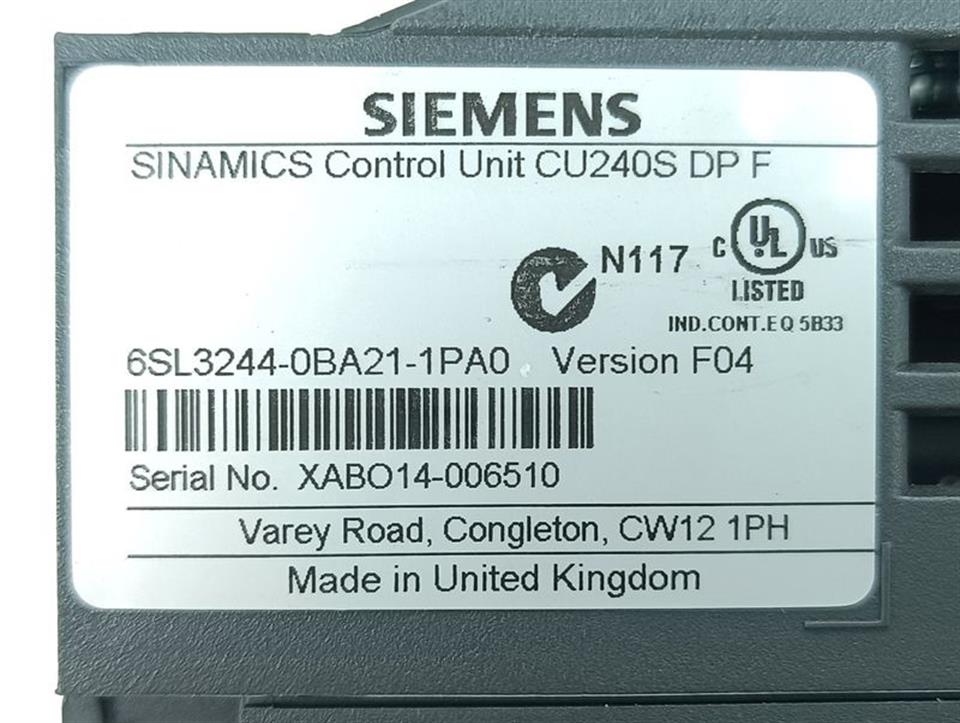 SIEMENS
SINAMICS Control Unit CU240S DP F
N117
C UL US
LISTED
IND.CONT.EQ 5B33
6SL3244-0BA21-1PA0 Version F04
Serial No. XABO14-006510
Varey Road, Congleton, CW12 1PH
Made in United Kingdom